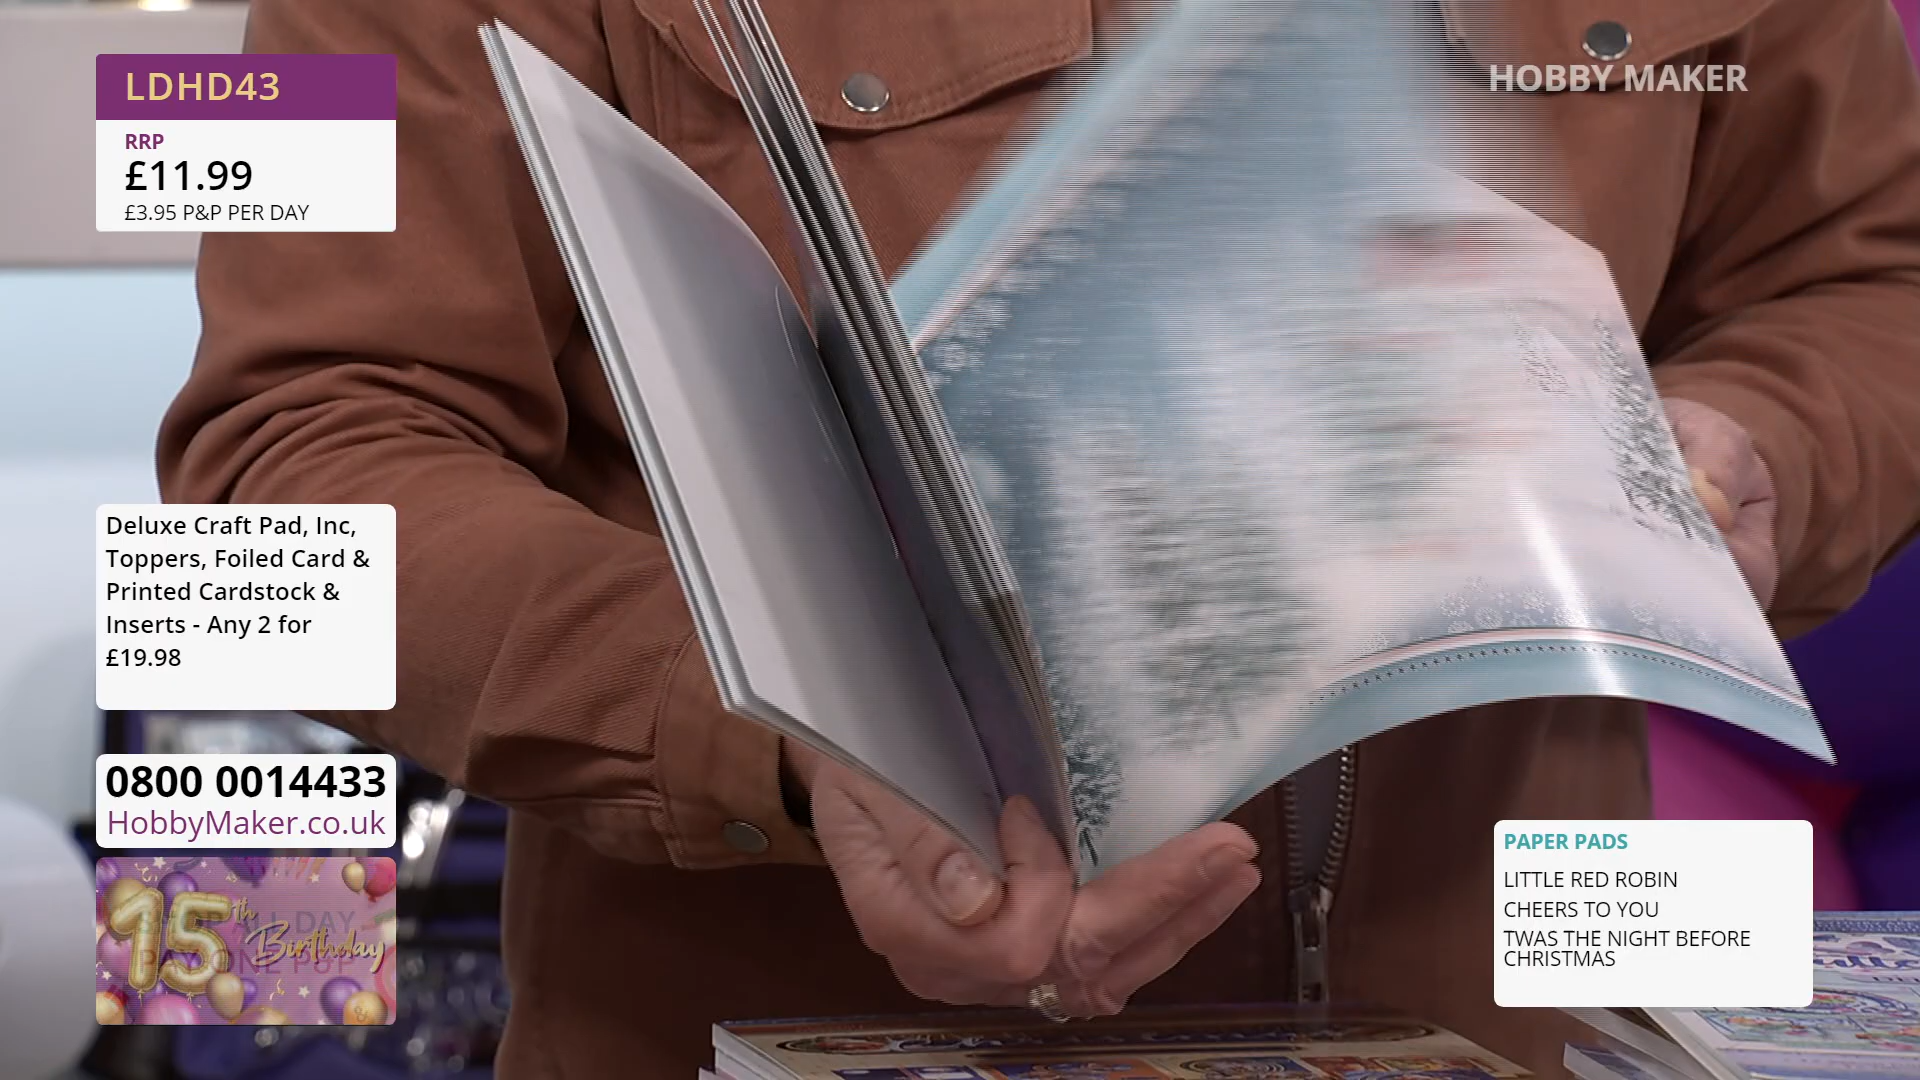 LDHD43
RRP
£11.99
£3.95 P&P PER DAY
HOBBY MAKER
Deluxe Craft Pad, Inc,
Toppers, Foiled Card &
Printed Cardstock &
Inserts - Any 2 for
£19.98
0800 0014433
HobbyMaker.co.uk
15th
Birthday
PAPER PADS
LITTLE RED ROBIN
CHEERS TO YOU
TWAS THE NIGHT BEFORE
CHRISTMAS